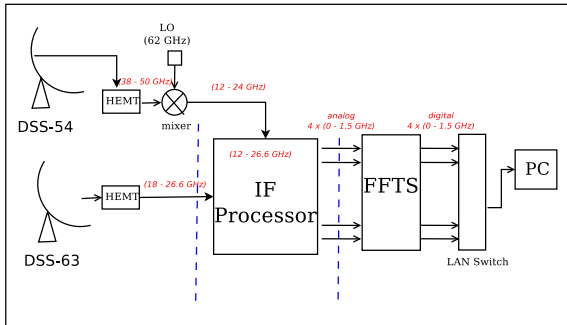 LO
(62 GHz)
(38 - 50 GHz)
HEMT
mixer
(12 - 24 GHz)
DSS-54
analog
4 x (0 - 1.5 GHz)
digital
4 x (0 - 1.5 GHz)
(12 - 26.6 GHz)
IF
Processor
FFTS
PC
(18 - 26.6 GHz)
HEMT
DSS-63
LAN Switch